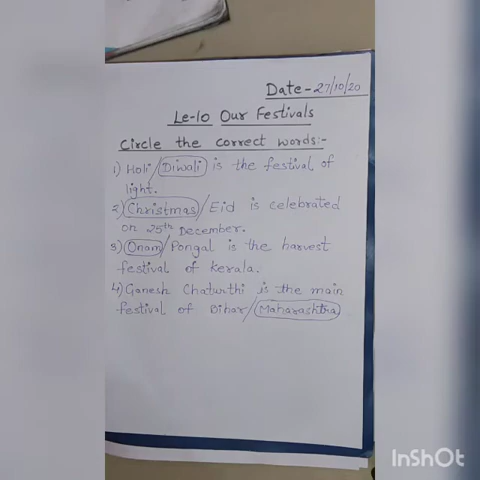 Date-27/10/20
Le-10 Our Festivals
Circle the correct words:-
1) Holi/Diwali is the festival of
light.
2) Christmas/Eid is celebrated
on 25th December.
3) Onam/Pongal is the harvest
festival of Kerala.
4) Ganesh Chaturthi is the main
festival of Bihar/Maharashtra
InShOt